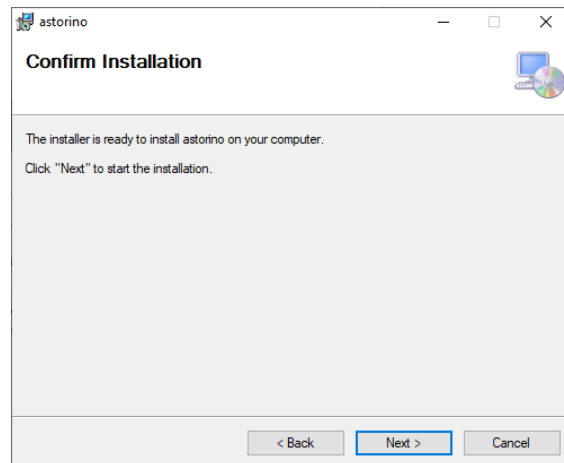 astorino
Confirm Installation
The installer is ready to install astorino on your computer.
Click "Next" to start the installation.
< Back
Next >
Cancel